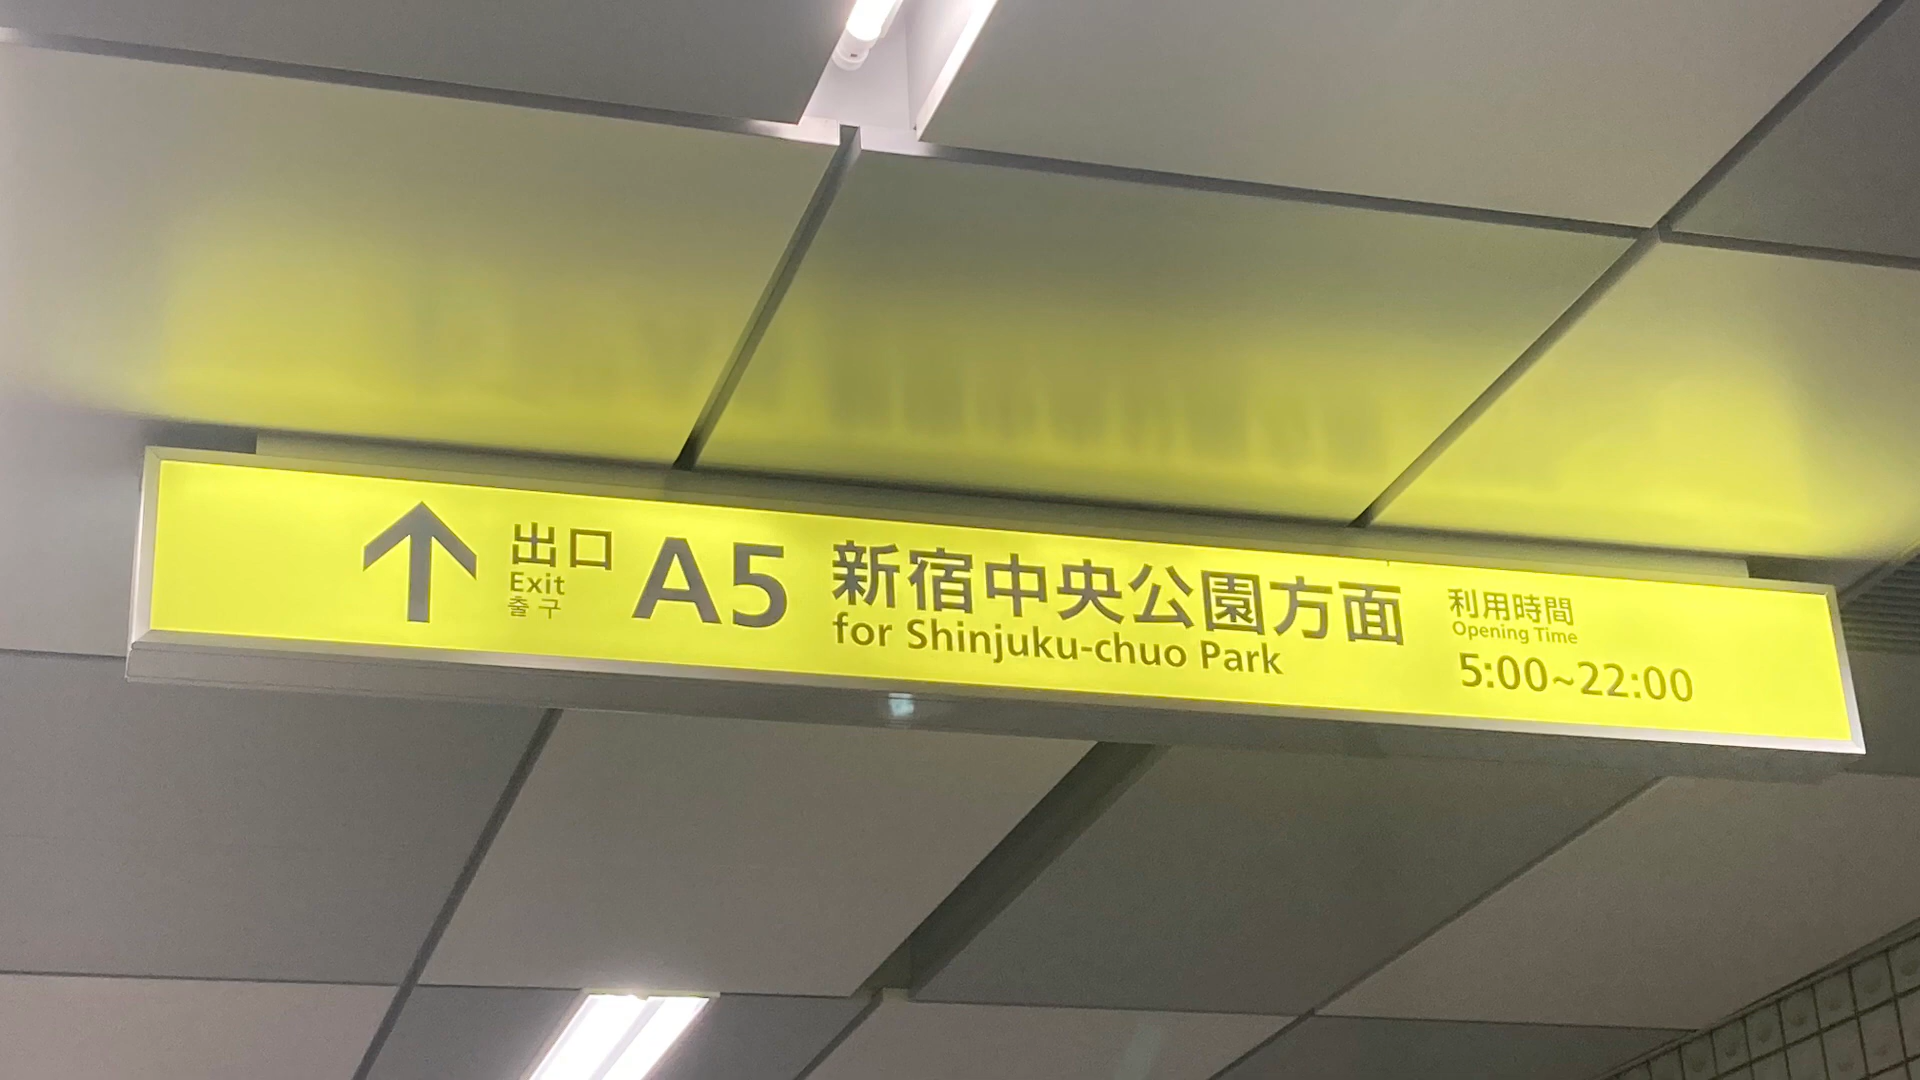 出口
Exit
출구
A5
新宿中央公園方面
for Shinjuku-chuo Park
利用時間
Opening Time
5:00~22:00